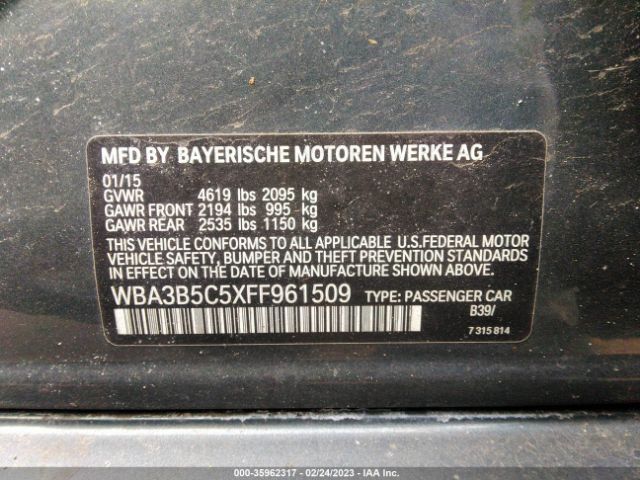 MFD BY BAYERISCHE MOTOREN WERKE AG
01/15
GVWR 4619 lbs 2095 kg
GAWR FRONT 2194 lbs 995 kg
GAWR REAR 2535 lbs 1150 kg
THIS VEHICLE CONFORMS TO ALL APPLICABLE U.S.FEDERAL MOTOR
VEHICLE SAFETY, BUMPER AND THEFT PREVENTION STANDARDS
IN EFFECT ON THE DATE OF MANUFACTURE SHOWN ABOVE.
WBA3B5C5XFF961509 TYPE: PASSENGER CAR
B39/
7 315 814
000-35962317 - 02/24/2023 - IAA Inc.